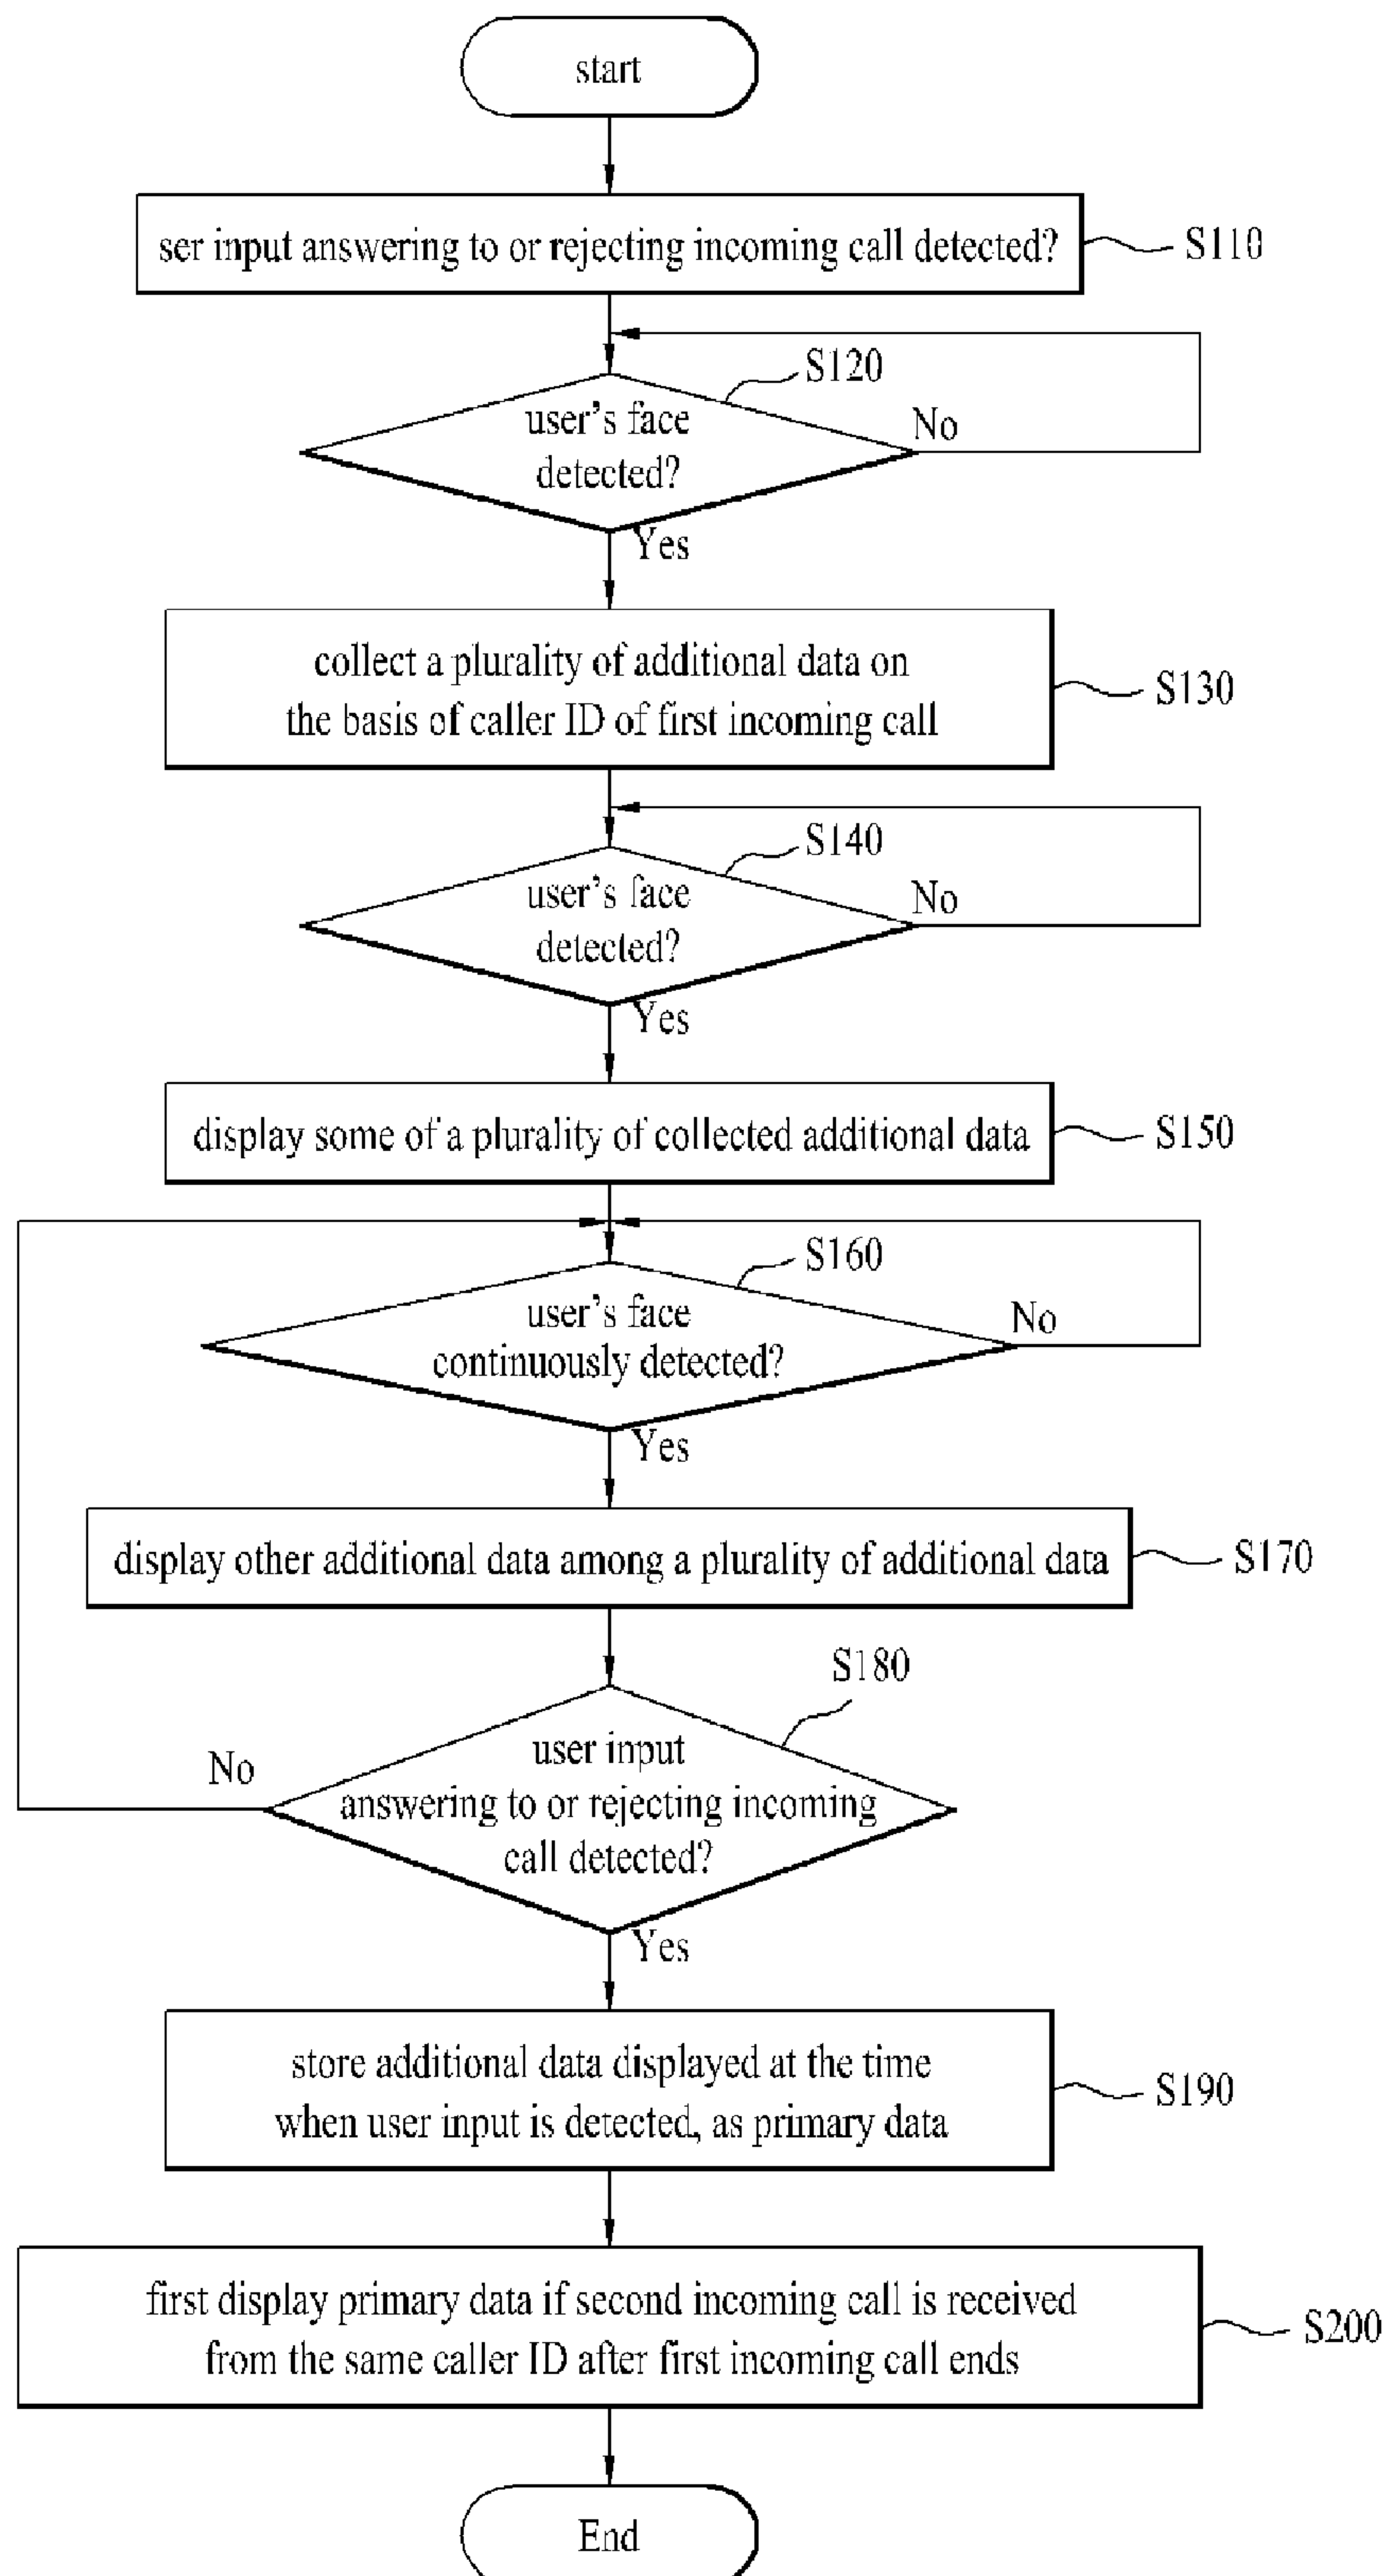 start
ser input answering to or rejecting incoming call detected?
S110
S120
user's face
detected?
No
Yes
collect a plurality of additional data on
the basis of caller ID of first incoming call
S130
S140
user's face
detected?
No
Yes
display some of a plurality of collected additional data
S150
S160
user's face
continuously detected?
No
Yes
display other additional data among a plurality of additional data
S170
S180
user input
answering to or rejecting incoming
call detected?
No
Yes
store additional data displayed at the time
when user input is detected, as primary data
S190
first display primary data if second incoming call is received
from the same caller ID after first incoming call ends
S200
End